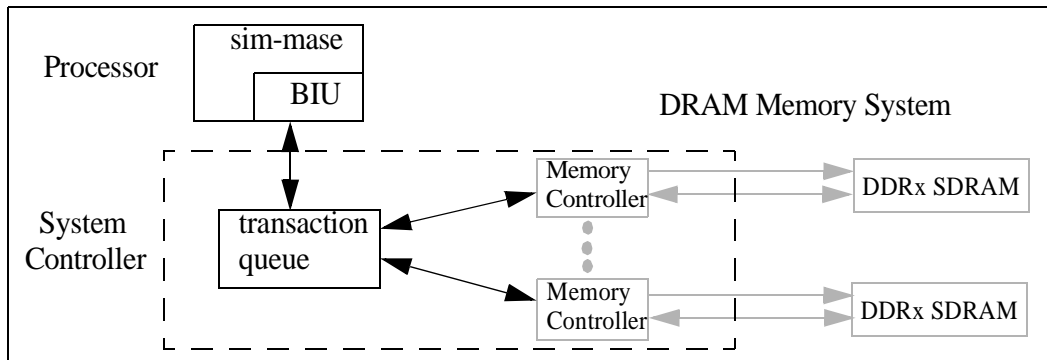 sim-mase
Processor
BIU
DRAM Memory System
Memory
Controller
DDRx SDRAM
System
Controller
transaction
queue
Memory
Controller
DDRx SDRAM